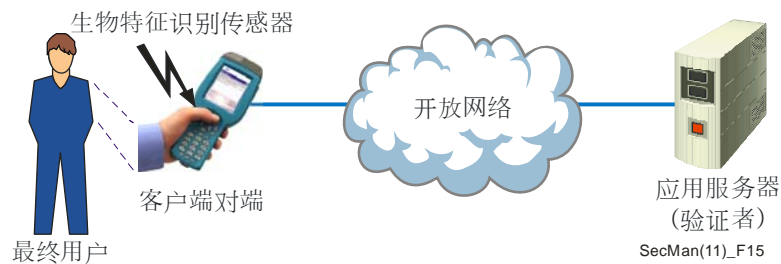 生物特征识别传感器
开放网络
客户端对端
应用服务器
(验证者)
最终用户
SecMan(11)_F15